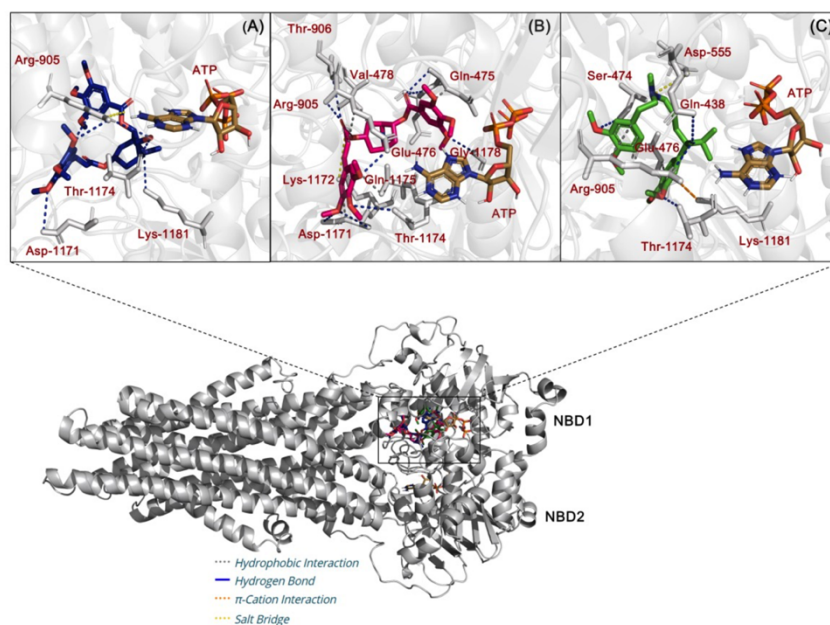 (A)
Arg-905
ATP
Thr-1174
Lys-1181
Asp-1171
(B)
Thr-906
Val-478
Gln-475
Arg-905
Glu-476
Gly-1178
Lys-1172
Gln-1175
ATP
Asp-1171
Thr-1174
(C)
Asp-555
Ser-474
ATP
Gln-438
Glu-476
Arg-905
Lys-1181
Thr-1174
NBD1
NBD2
Hydrophobic Interaction
Hydrogen Bond
π-Cation Interaction
Salt Bridge